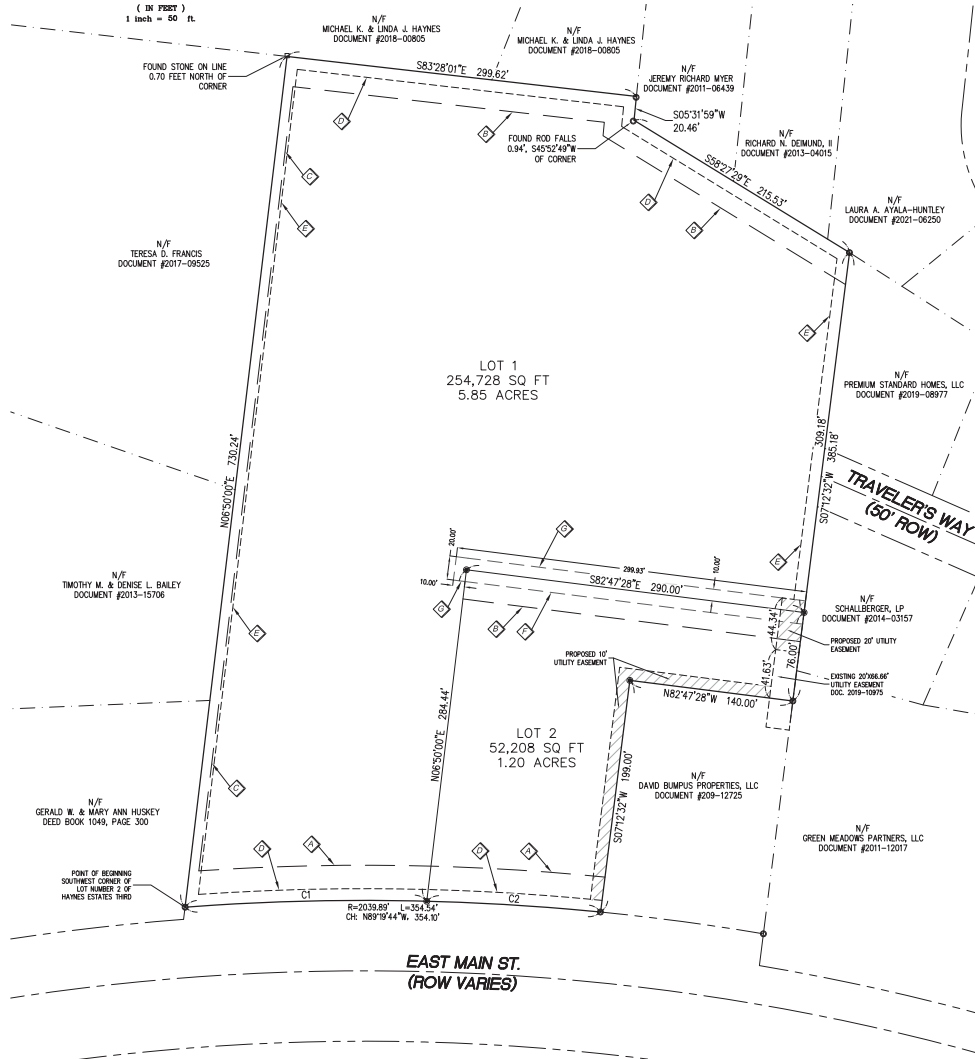 ( IN FEET )
1 inch = 50 ft.
N/F
MICHAEL K. & LINDA J. HAYNES
DOCUMENT #2018-00805
N/F
MICHAEL K. & LINDA J. HAYNES
DOCUMENT #2018-00805
FOUND STONE ON LINE
0.70 FEET NORTH OF
CORNER
S83°28'01"E 299.62'
N/F
JEREMY RICHARD MYER
DOCUMENT #2011-06439
S05°31'59"W
20.46'
D
B
FOUND ROD FALLS
0.94', S45°52'49"W
OF CORNER
N/F
RICHARD N. DEIMUND, II
DOCUMENT #2013-04015
S58°27'29"E 215.53'
C
D
B
E
N/F
LAURA A. AYALA-HUNTLEY
DOCUMENT #2021-06250
N/F
TERESA D. FRANCIS
DOCUMENT #2017-09525
E
LOT 1
254,728 SQ FT
5.85 ACRES
N/F
PREMIUM STANDARD HOMES, LLC
DOCUMENT #2019-08977
N06°50'00"E 730.24'
309.18'
S07°12'32"W 385.18'
TRAVELER'S WAY
(50' ROW)
G
20.00'
299.93'
10.00'
E
10.00'
S82°47'28"E 290.00'
G
B
F
N/F
TIMOTHY M. & DENISE L. BAILEY
DOCUMENT #2013-15706
N/F
SCHALLBERGER, LP
DOCUMENT #2014-03157
E
44.34'
PROPOSED 20' UTILITY
EASEMENT
PROPOSED 10'
UTILITY EASEMENT
41.63'
76.00'
EXISTING 20'X66.66'
UTILITY EASEMENT
DOC. 2019-10975
N82°47'28"W 140.00'
N06°50'00"E 284.44'
LOT 2
52,208 SQ FT
1.20 ACRES
S07°12'32"W 199.00'
N/F
DAVID BUMPUS PROPERTIES, LLC
DOCUMENT #209-12725
C
N/F
GERALD W. & MARY ANN HUSKEY
DEED BOOK 1049, PAGE 300
N/F
GREEN MEADOWS PARTNERS, LLC
DOCUMENT #2011-12017
D
A
D
A
POINT OF BEGINNING
SOUTHWEST CORNER OF
LOT NUMBER 2 OF
HAYNES ESTATES THIRD
C1
C2
R=2039.89' L=354.54'
CH: N89°19'44"W, 354.10'
EAST MAIN ST.
(ROW VARIES)